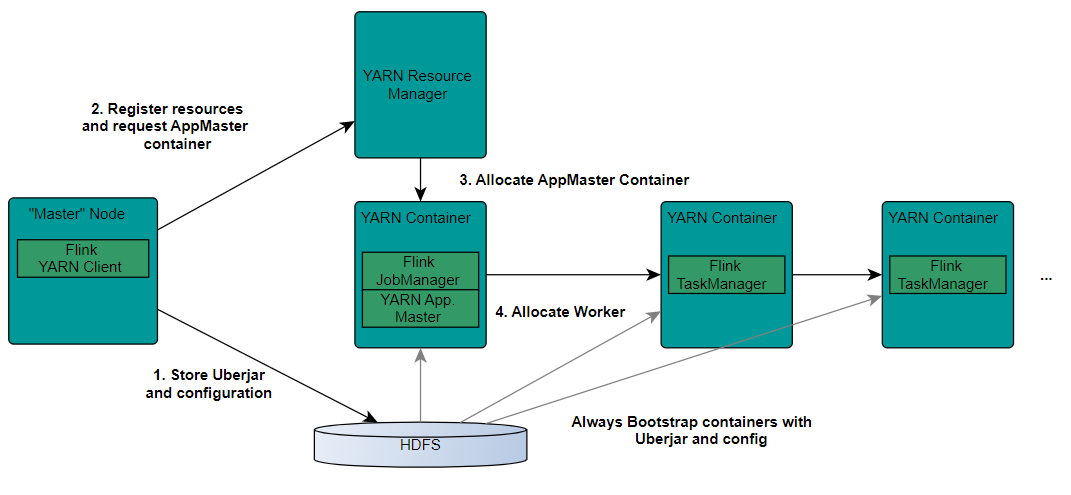 YARN Resource
Manager
2. Register resources
and request AppMaster
container
3. Allocate AppMaster Container
"Master" Node
Flink
YARN Client
YARN Container
Flink
JobManager
YARN App.
Master
YARN Container
Flink
TaskManager
YARN Container
Flink
TaskManager
...
4. Allocate Worker
1. Store Uberjar
and configuration
Always Bootstrap containers with
Uberjar and config
HDFS